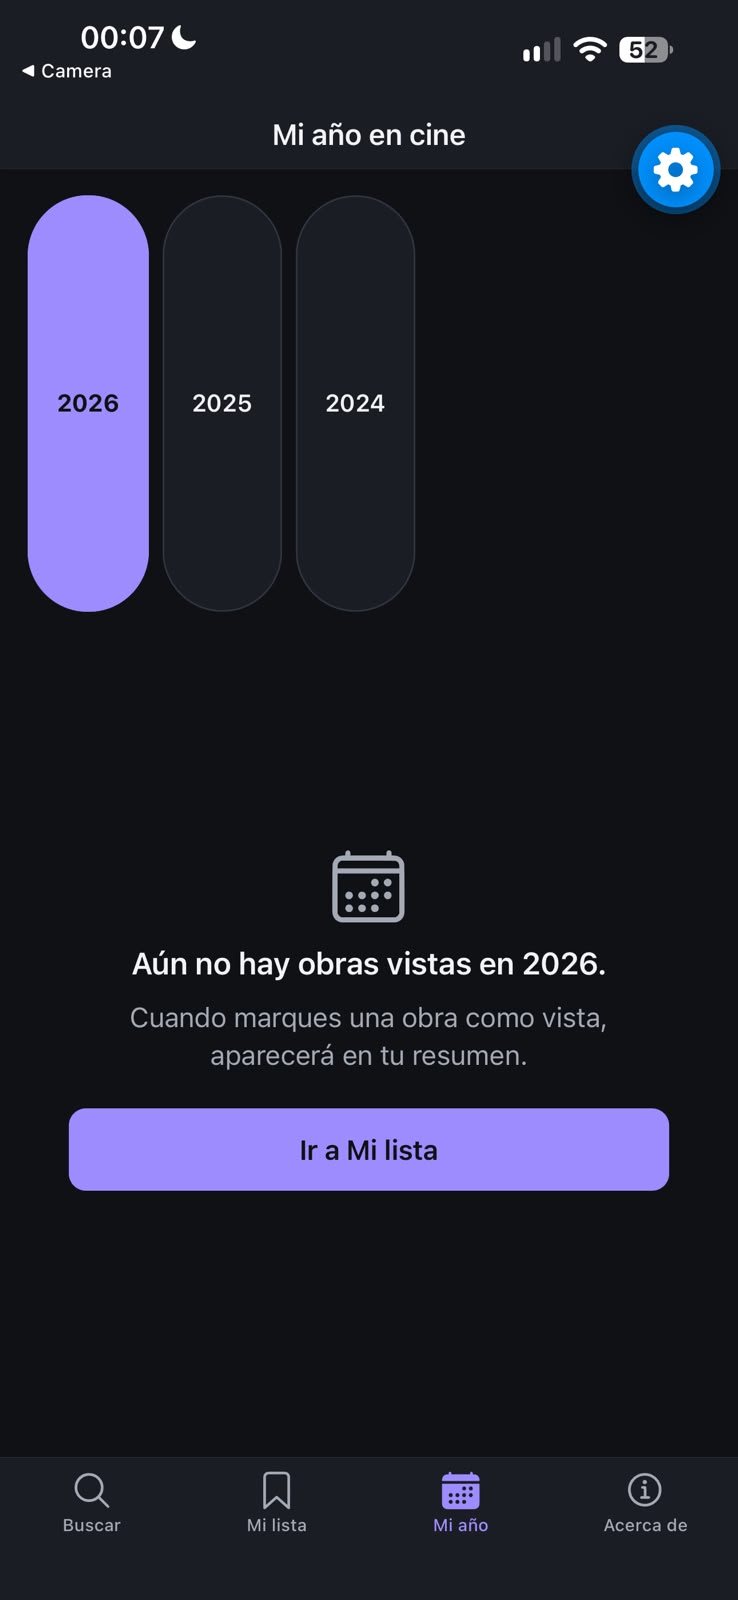 00:07
52
◀ Camera
Mi año en cine
2026
2025
2024
Aún no hay obras vistas en 2026.
Cuando marques una obra como vista,
aparecerá en tu resumen.
Ir a Mi lista
Buscar
Mi lista
Mi año
Acerca de